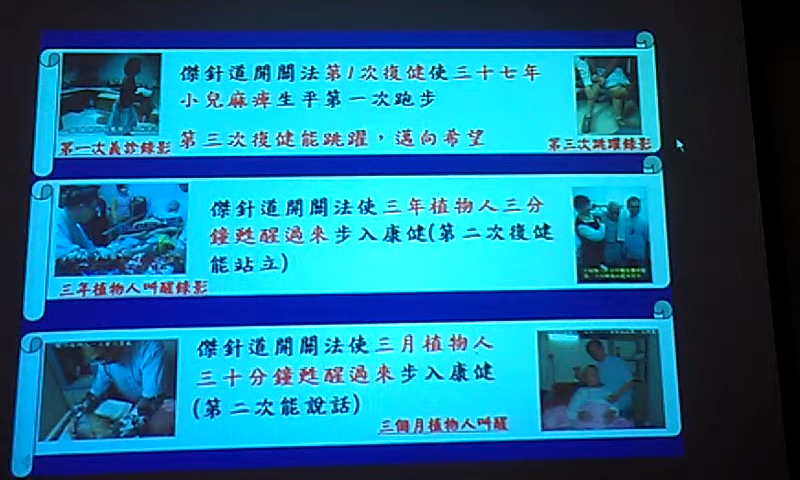 傑針道開關法第1次復健使三十七年
小兒麻痺生平第一次跑步
第三次復健能跳躍，邁向希望
第一次義診錄影
第三次跳躍錄影
傑針道開關法使三年植物人三分
鐘甦醒過來步入康健(第二次復健
能站立)
三年植物人叫醒錄影
傑針道開關法使三月植物人
三十分鐘甦醒過來步入康健
(第二次能說話)
三個月植物人叫醒